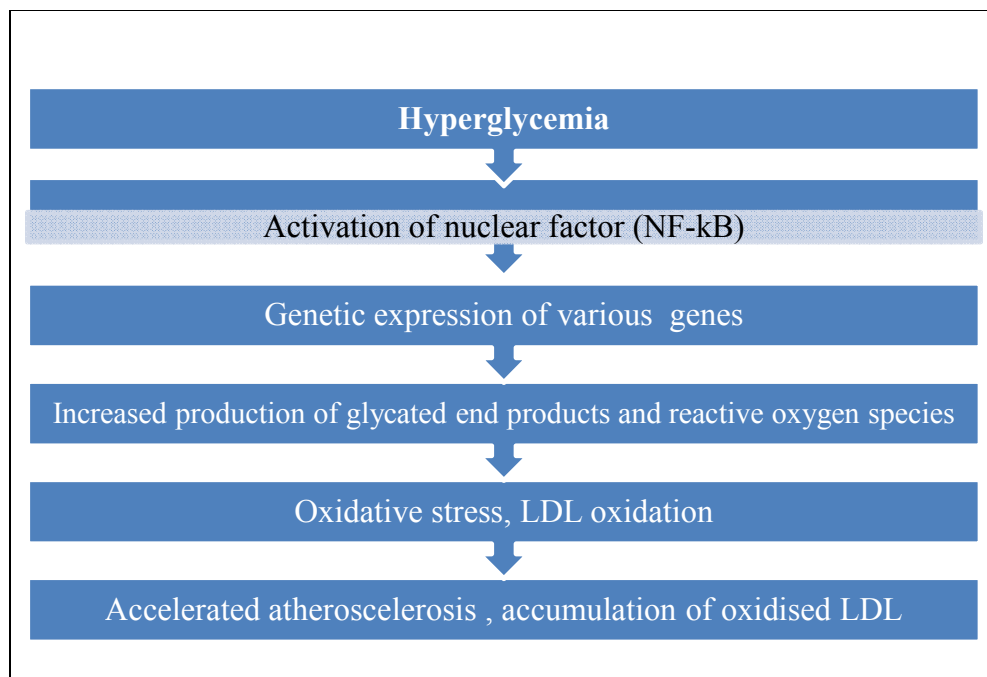 Hyperglycemia
Activation of nuclear factor (NF-kB)
Genetic expression of various  genes
Increased production of glycated end products and reactive oxygen species
Oxidative stress, LDL oxidation
Accelerated atheroscelerosis , accumulation of oxidised LDL